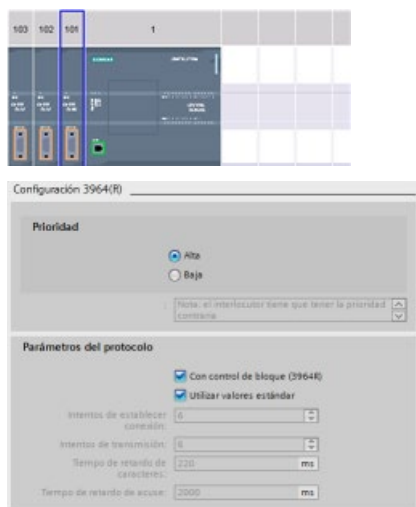 103 102 101 1
SIEMENS
Configuración 3964(R)
Prioridad
Alta
Baja
Nota: el interlocutor tiene que tener la prioridad
contraria
Parámetros del protocolo
Con control de bloque (3964R)
Utilizar valores estándar
Intentos de establecer
conexión: 6
Intentos de transmisión: 6
Tiempo de retardo de
caracteres: 220 ms
Tiempo de retardo de acuse: 2000 ms